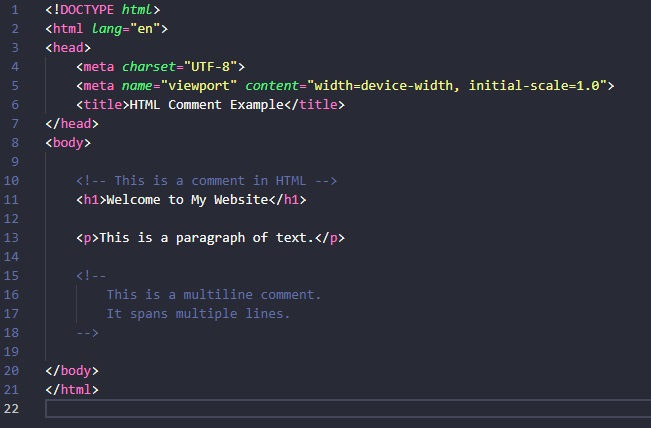 1 <!DOCTYPE html>
2 <html lang="en">
3 <head>
4     <meta charset="UTF-8">
5     <meta name="viewport" content="width=device-width, initial-scale=1.0">
6     <title>HTML Comment Example</title>
7 </head>
8 <body>
9
10     <!-- This is a comment in HTML -->
11     <h1>Welcome to My Website</h1>
12
13     <p>This is a paragraph of text.</p>
14
15     <!--
16         This is a multiline comment.
17         It spans multiple lines.
18     -->
19
20 </body>
21 </html>
22